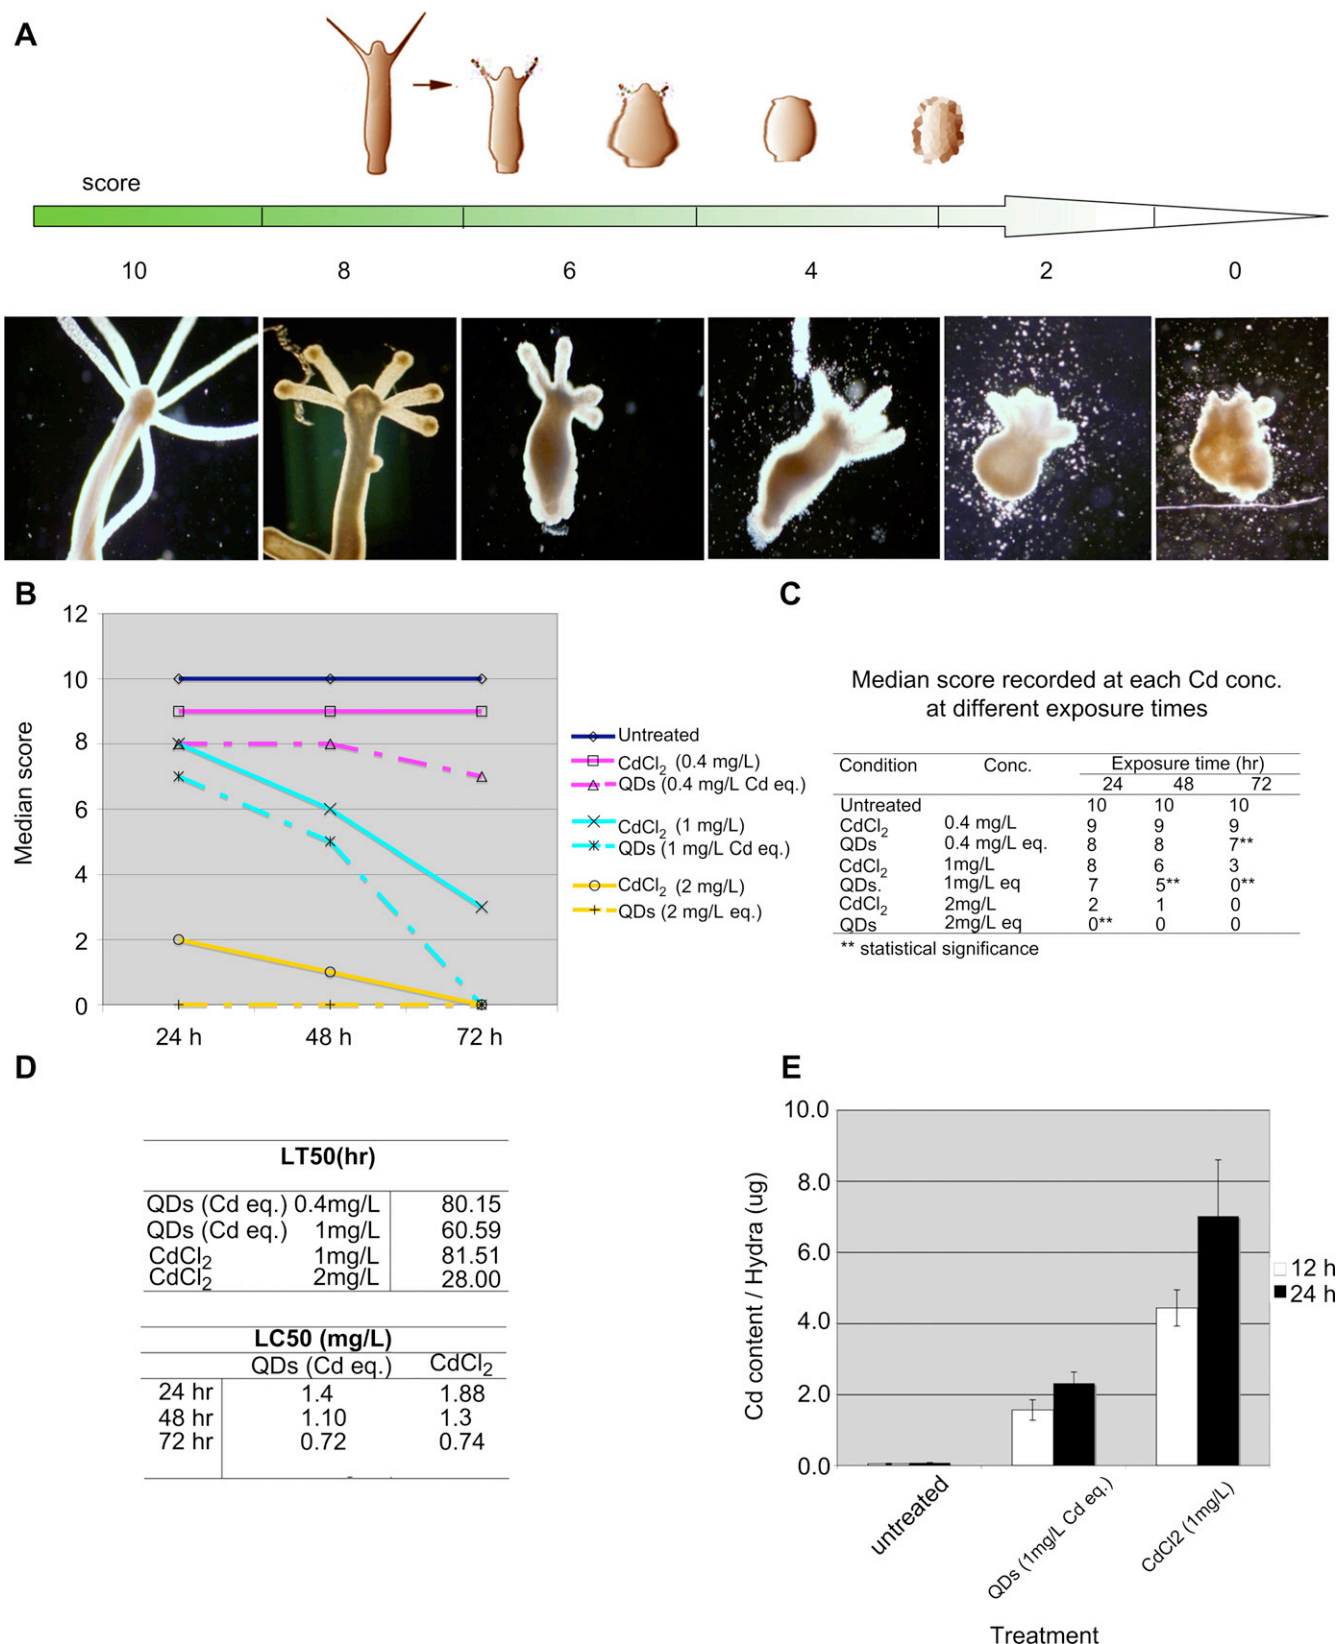 A
score
10 8 6 4 2 0
B
12
10
8
6
4
2
0
Median score
24 h 48 h 72 h
Untreated
CdCl2 (0.4 mg/L)
QDs (0.4 mg/L Cd eq.)
CdCl2 (1 mg/L)
QDs (1 mg/L Cd eq.)
CdCl2 (2 mg/L)
QDs (2 mg/L eq.)
C
Median score recorded at each Cd conc.
at different exposure times
Condition Conc. Exposure time (hr)
24 48 72
Untreated 10 10 10
CdCl2 0.4 mg/L 9 9 9
QDs 0.4 mg/L eq. 8 8 7**
CdCl2 1mg/L 8 6 3
QDs. 1mg/L eq 7 5** 0**
CdCl2 2mg/L 2 1 0
QDs 2mg/L eq 0** 0 0
** statistical significance
D
LT50(hr)
QDs (Cd eq.) 0.4mg/L 80.15
QDs (Cd eq.) 1mg/L 60.59
CdCl2 1mg/L 81.51
CdCl2 2mg/L 28.00
LC50 (mg/L)
QDs (Cd eq.) CdCl2
24 hr 1.4 1.88
48 hr 1.10 1.3
72 hr 0.72 0.74
E
10.0
8.0
6.0
4.0
2.0
0.0
Cd content / Hydra (ug)
12 h
24 h
untreated
QDs (1mg/L Cd eq.)
CdCl2 (1mg/L)
Treatment